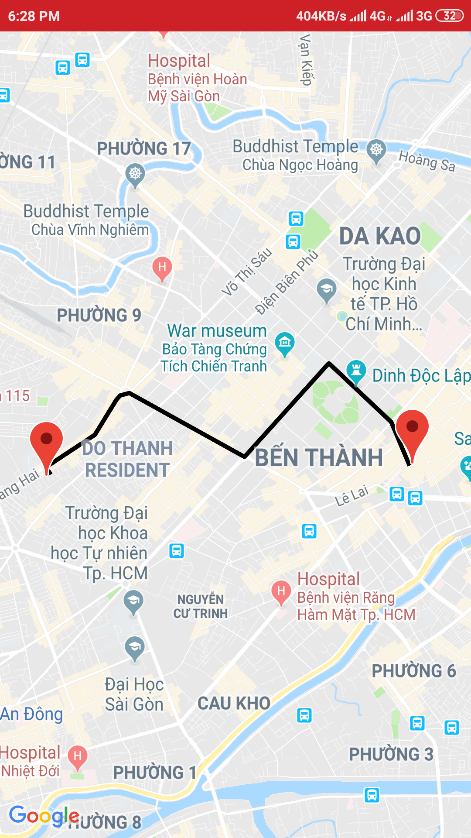 6:28 PM
404KB/s 4G 3G 32
Hospital
Bệnh viện Hoàn
Mỹ Sài Gòn
Vạn Kiếp
PHƯỜNG 17
ỜNG 11
Buddhist Temple
Chùa Ngọc Hoàng
Hoàng Sa
Buddhist Temple
Chùa Vĩnh Nghiêm
DA KAO
Võ Thị Sáu
Điện Biên Phủ
Trường Đại
học Kinh
tế TP. Hồ
Chí Minh...
H
PHƯỜNG 9
War museum
Bảo Tàng Chứng
Tích Chiến Tranh
Dinh Độc Lập
115
DO THANH
RESIDENT
BẾN THÀNH
Sa
ang Hai
Lê Lai
Trường Đại
học Khoa
học Tự nhiên
Tp. HCM
NGUYỄN
CƯ TRINH
H
Hospital
Bệnh viện Răng
Hàm Mặt Tp. HCM
PHƯỜNG 6
Đại Học
Sài Gòn
CAU KHO
An Đông
Hospital
Nhiệt Đới
H
PHƯỜNG 3
PHƯỜNG 1
Google
PHƯỜNG 8